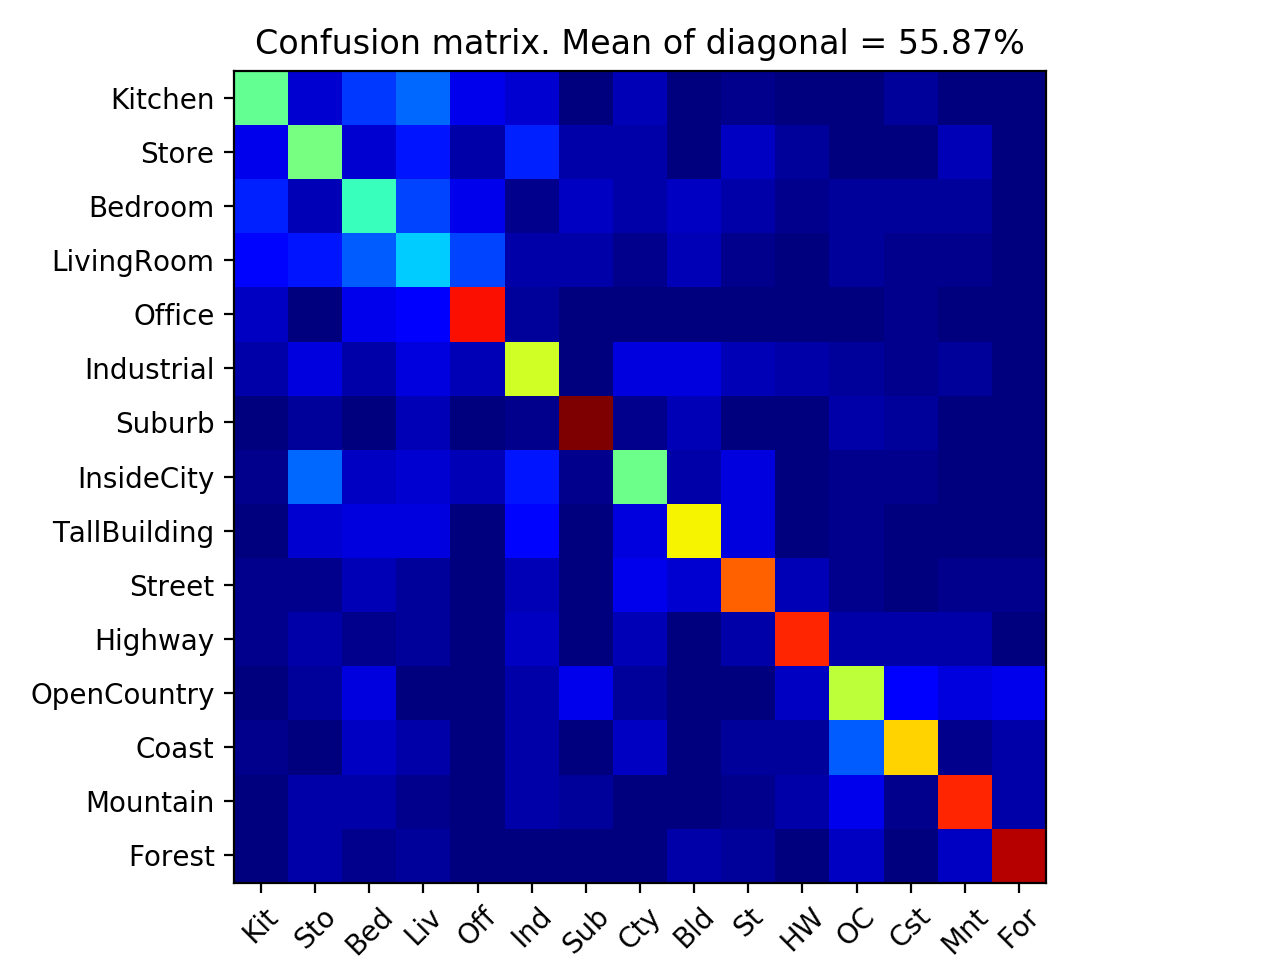 Confusion matrix. Mean of diagonal = 55.87%
Kitchen
Store
Bedroom
LivingRoom
Office
Industrial
Suburb
InsideCity
TallBuilding
Street
Highway
OpenCountry
Coast
Mountain
Forest
Kit Sto Bed Liv Off Ind Sub Cty Bld St HW OC Cst Mnt For